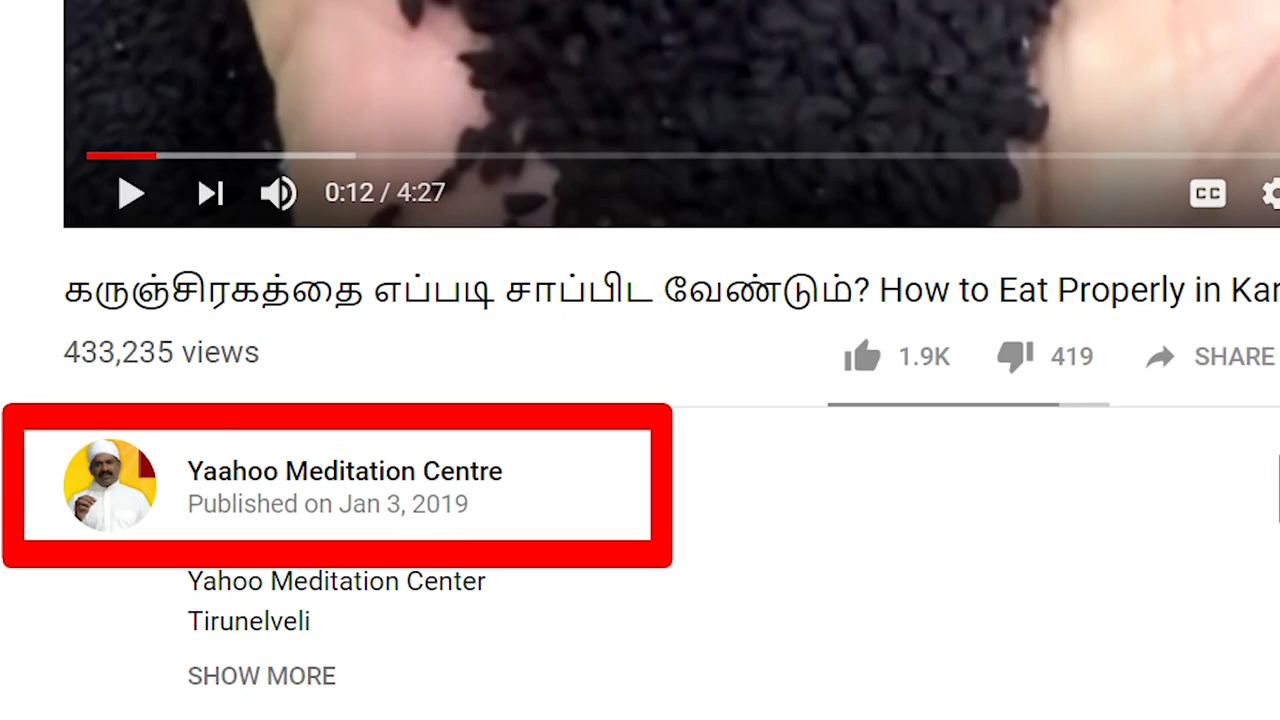 0:12 / 4:27
CC
கருஞ்சிரகத்தை எப்படி சாப்பிட வேண்டும்? How to Eat Properly in Kar
433,235 views
1.9K 419 SHARE
Yaahoo Meditation Centre
Published on Jan 3, 2019
Yahoo Meditation Center
Tirunelveli
SHOW MORE